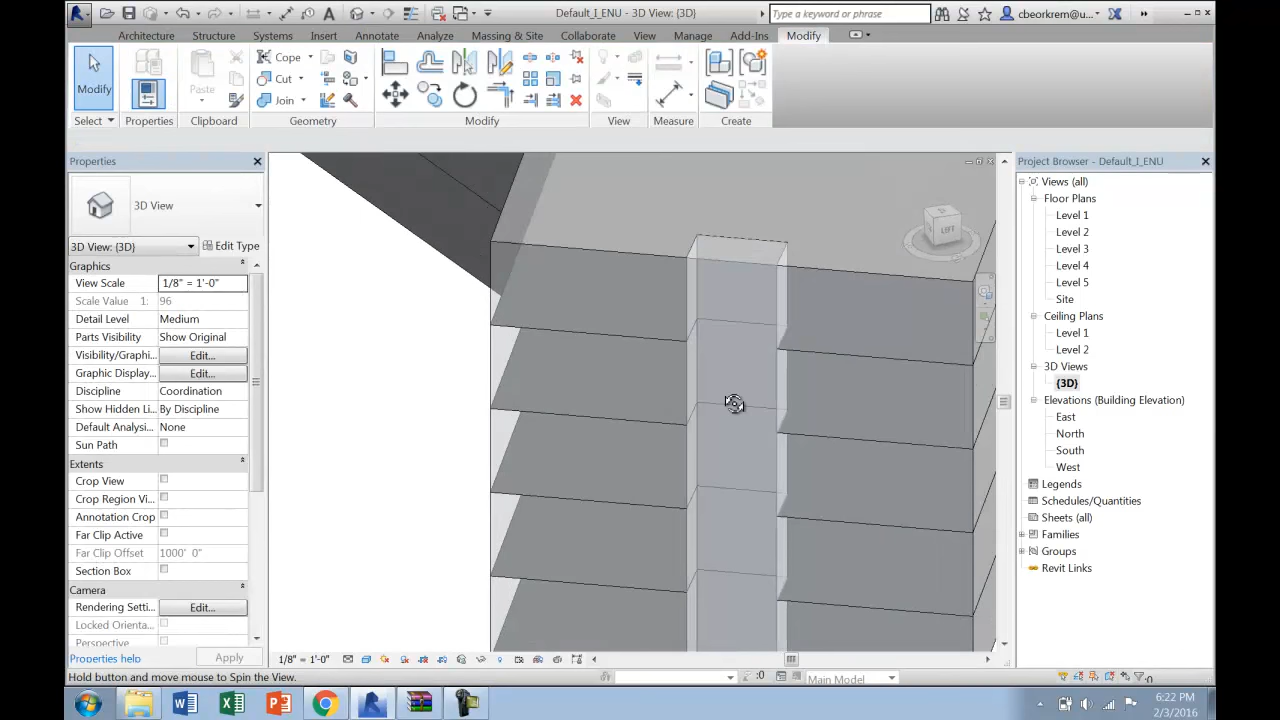 Default_I_ENU - 3D View: {3D}
Type a keyword or phrase
cbeorkrem@u...
Architecture Structure Systems Insert Annotate Analyze Massing & Site Collaborate View Manage Add-Ins Modify
Modify
Paste
Cope
Cut
Join
Select Properties Clipboard Geometry Modify View Measure Create
Properties
3D View
3D View: {3D}
Edit Type
Graphics
View Scale 1/8" = 1'-0"
Scale Value 1: 96
Detail Level Medium
Parts Visibility Show Original
Visibility/Graphi... Edit...
Graphic Display... Edit...
Discipline Coordination
Show Hidden Li... By Discipline
Default Analysi... None
Sun Path
Extents
Crop View
Crop Region Vi...
Annotation Crop
Far Clip Active
Far Clip Offset 1000' 0"
Section Box
Camera
Rendering Setti... Edit...
Locked Orienta...
Perspective
Properties help
Apply
LEFT
Project Browser - Default_I_ENU
Views (all)
Floor Plans
Level 1
Level 2
Level 3
Level 4
Level 5
Site
Ceiling Plans
Level 1
Level 2
3D Views
{3D}
Elevations (Building Elevation)
East
North
South
West
Legends
Schedules/Quantities
Sheets (all)
Families
Groups
Revit Links
1/8" = 1'-0"
Hold button and move mouse to Spin the View.
:0
Main Model
:0
6:22 PM
2/3/2016